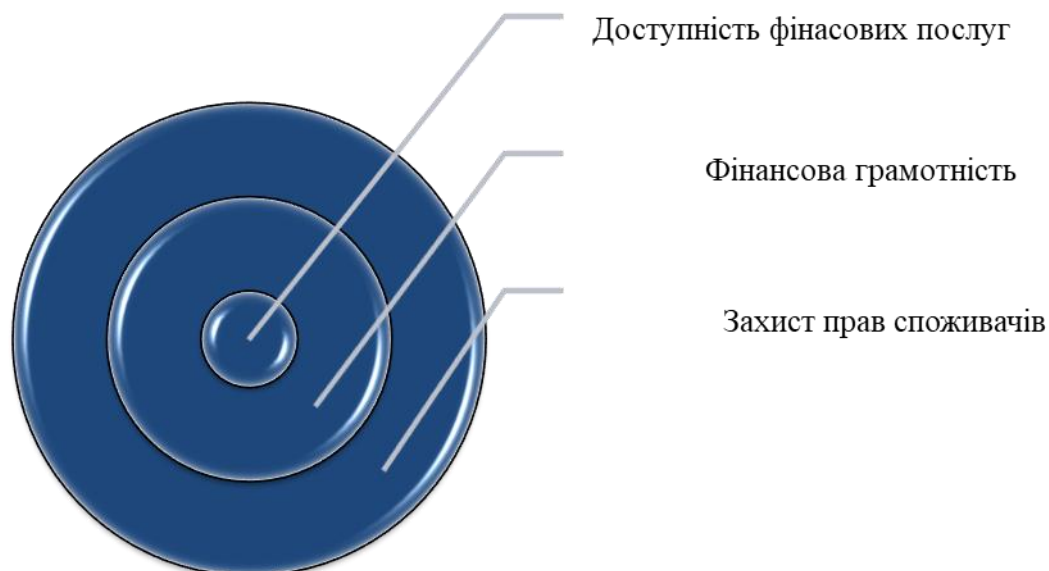 Доступність фінасових послуг
Фінансова грамотність
Захист прав споживачів